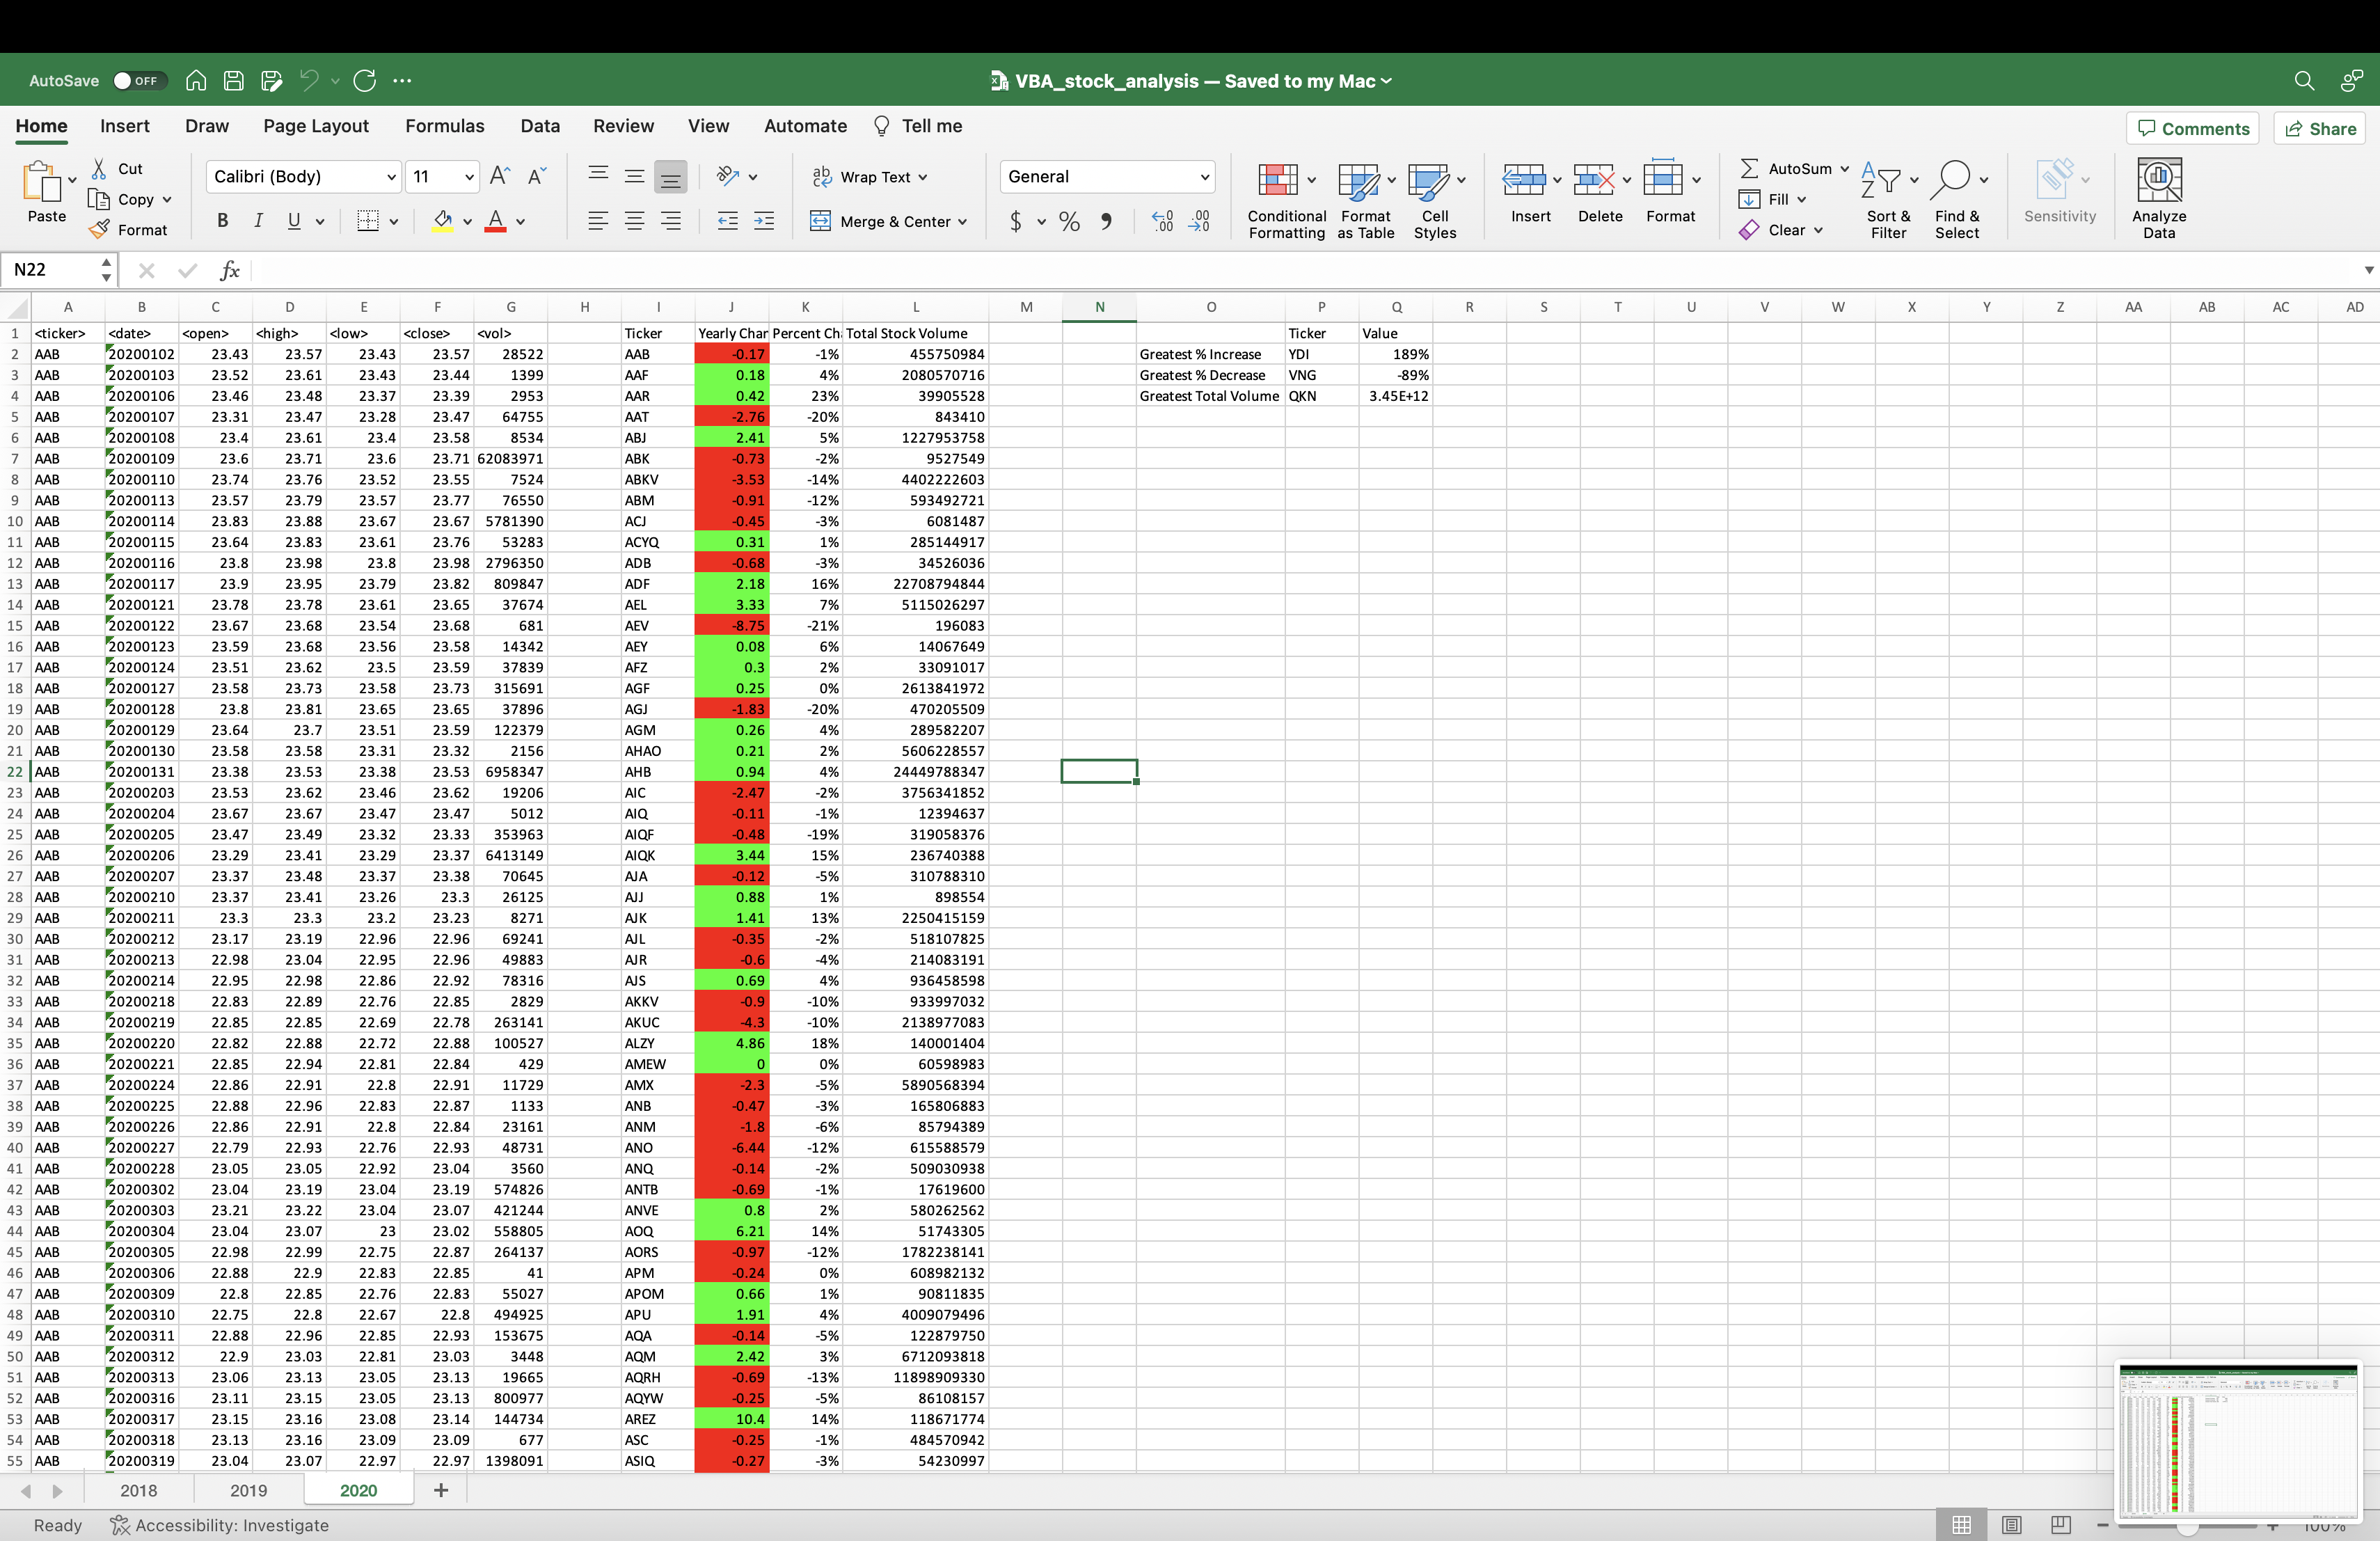 AutoSave OFF VBA_stock_analysis — Saved to my Mac
Home Insert Draw Page Layout Formulas Data Review View Automate Tell me Comments Share
Paste Cut Copy Format Calibri (Body) 11 Wrap Text General Conditional Formatting Format as Table Cell Styles Insert Delete Format AutoSum Fill Clear Sort & Filter Find & Select Sensitivity Analyze Data
B I U A Merge & Center $ % 9
N22 fx
A B C D E F G H I J K L M N O P Q R S T U V W X Y Z AA AB AC AD
1 <ticker> <date> <open> <high> <low> <close> <vol> Ticker Yearly Char Percent Cha Total Stock Volume Ticker Value
2 AAB 20200102 23.43 23.57 23.43 23.57 28522 AAB -0.17 -1% 455750984 Greatest % Increase YDI 189%
3 AAB 20200103 23.52 23.61 23.43 23.44 1399 AAF 0.18 4% 2080570716 Greatest % Decrease VNG -89%
4 AAB 20200106 23.46 23.48 23.37 23.39 2953 AAR 0.42 23% 39905528 Greatest Total Volume QKN 3.45E+12
5 AAB 20200107 23.31 23.47 23.28 23.47 64755 AAT -2.76 -20% 843410
6 AAB 20200108 23.4 23.61 23.4 23.58 8534 ABJ 2.41 5% 1227953758
7 AAB 20200109 23.6 23.71 23.6 23.71 62083971 ABK -0.73 -2% 9527549
8 AAB 20200110 23.74 23.76 23.52 23.55 7524 ABKV -3.53 -14% 4402222603
9 AAB 20200113 23.57 23.79 23.57 23.77 76550 ABM -0.91 -12% 593492721
10 AAB 20200114 23.83 23.88 23.67 23.67 5781390 ACJ -0.45 -3% 6081487
11 AAB 20200115 23.64 23.83 23.61 23.76 53283 ACYQ 0.31 1% 285144917
12 AAB 20200116 23.8 23.98 23.8 23.98 2796350 ADB -0.68 -3% 34526036
13 AAB 20200117 23.9 23.95 23.79 23.82 809847 ADF 2.18 16% 22708794844
14 AAB 20200121 23.78 23.78 23.61 23.65 37674 AEL 3.33 7% 5115026297
15 AAB 20200122 23.67 23.68 23.54 23.68 681 AEV -8.75 -21% 196083
16 AAB 20200123 23.59 23.68 23.56 23.58 14342 AEY 0.08 6% 14067649
17 AAB 20200124 23.51 23.62 23.5 23.59 37839 AFZ 0.3 2% 33091017
18 AAB 20200127 23.58 23.73 23.58 23.73 315691 AGF 0.25 0% 2613841972
19 AAB 20200128 23.8 23.81 23.65 23.65 37896 AGJ -1.83 -20% 470205509
20 AAB 20200129 23.64 23.7 23.51 23.59 122379 AGM 0.26 4% 289582207
21 AAB 20200130 23.58 23.58 23.31 23.32 2156 AHAO 0.21 2% 5606228557
22 AAB 20200131 23.38 23.53 23.38 23.53 6958347 AHB 0.94 4% 24449788347
23 AAB 20200203 23.53 23.62 23.46 23.62 19206 AIC -2.47 -2% 3756341852
24 AAB 20200204 23.67 23.67 23.47 23.47 5012 AIQ -0.11 -1% 12394637
25 AAB 20200205 23.47 23.49 23.32 23.33 353963 AIQF -0.48 -19% 319058376
26 AAB 20200206 23.29 23.41 23.29 23.37 6413149 AIQK 3.44 15% 236740388
27 AAB 20200207 23.37 23.48 23.37 23.38 70645 AJA -0.12 -5% 310788310
28 AAB 20200210 23.37 23.41 23.26 23.3 26125 AJJ 0.88 1% 898554
29 AAB 20200211 23.3 23.3 23.2 23.23 8271 AJK 1.41 13% 2250415159
30 AAB 20200212 23.17 23.19 22.96 22.96 69241 AJL -0.35 -2% 518107825
31 AAB 20200213 22.98 23.04 22.95 22.96 49883 AJR -0.6 -4% 214083191
32 AAB 20200214 22.95 22.98 22.86 22.92 78316 AJS 0.69 4% 936458598
33 AAB 20200218 22.83 22.89 22.76 22.85 2829 AKKV -0.9 -10% 933997032
34 AAB 20200219 22.85 22.85 22.69 22.78 263141 AKUC -4.3 -10% 2138977083
35 AAB 20200220 22.82 22.88 22.72 22.88 100527 ALZY 4.86 18% 140001404
36 AAB 20200221 22.85 22.94 22.81 22.84 429 AMEW 0 0% 60598983
37 AAB 20200224 22.86 22.91 22.8 22.91 11729 AMX -2.3 -5% 5890568394
38 AAB 20200225 22.88 22.96 22.83 22.87 1133 ANB -0.47 -3% 165806883
39 AAB 20200226 22.86 22.91 22.8 22.84 23161 ANM -1.8 -6% 85794389
40 AAB 20200227 22.79 22.93 22.76 22.93 48731 ANO -6.44 -12% 615588579
41 AAB 20200228 23.05 23.05 22.92 23.04 3560 ANQ -0.14 -2% 509030938
42 AAB 20200302 23.04 23.19 23.04 23.19 574826 ANTB -0.69 -1% 17619600
43 AAB 20200303 23.21 23.22 23.04 23.07 421244 ANVE 0.8 2% 580262562
44 AAB 20200304 23.04 23.07 23 23.02 558805 AOQ 6.21 14% 51743305
45 AAB 20200305 22.98 22.99 22.75 22.87 264137 AORS -0.97 -12% 1782238141
46 AAB 20200306 22.88 22.9 22.83 22.85 41 APM -0.24 0% 608982132
47 AAB 20200309 22.8 22.85 22.76 22.83 55027 APOM 0.66 1% 90811835
48 AAB 20200310 22.75 22.8 22.67 22.8 494925 APU 1.91 4% 4009079496
49 AAB 20200311 22.88 22.96 22.85 22.93 153675 AQA -0.14 -5% 122879750
50 AAB 20200312 22.9 23.03 22.81 23.03 3448 AQM 2.42 3% 6712093818
51 AAB 20200313 23.06 23.13 23.05 23.13 19665 AQRH -0.69 -13% 11898909330
52 AAB 20200316 23.11 23.15 23.05 23.13 800977 AQYW -0.25 -5% 86108157
53 AAB 20200317 23.15 23.16 23.08 23.14 144734 AREZ 10.4 14% 118671774
54 AAB 20200318 23.13 23.16 23.09 23.09 677 ASC -0.25 -1% 484570942
55 AAB 20200319 23.04 23.07 22.97 22.97 1398091 ASIQ -0.27 -3% 54230997
2018 2019 2020 +
Ready Accessibility: Investigate 100%